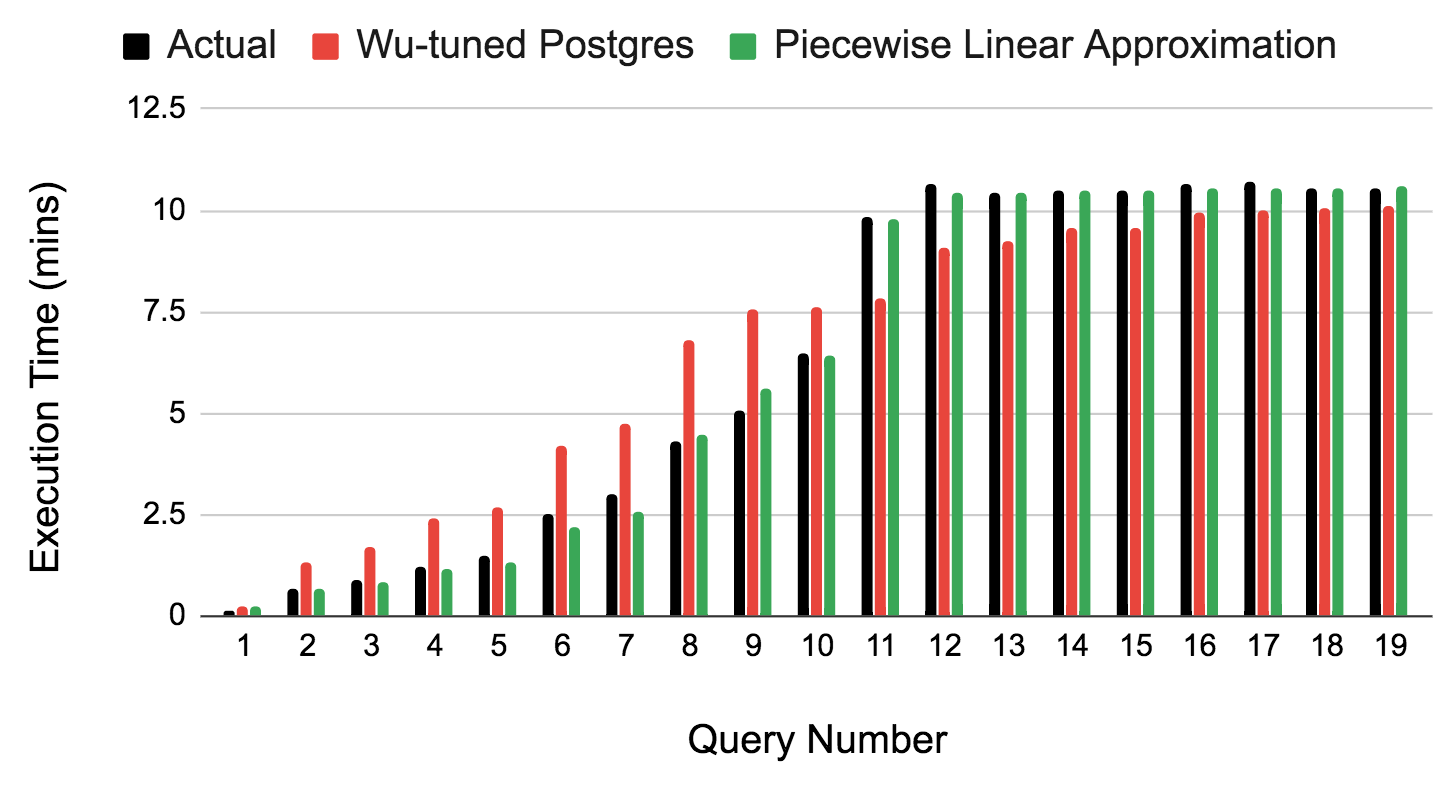 Actual Wu-tuned Postgres Piecewise Linear Approximation
12.5
10
7.5
5
2.5
0
Execution Time (mins)
1 2 3 4 5 6 7 8 9 10 11 12 13 14 15 16 17 18 19
Query Number